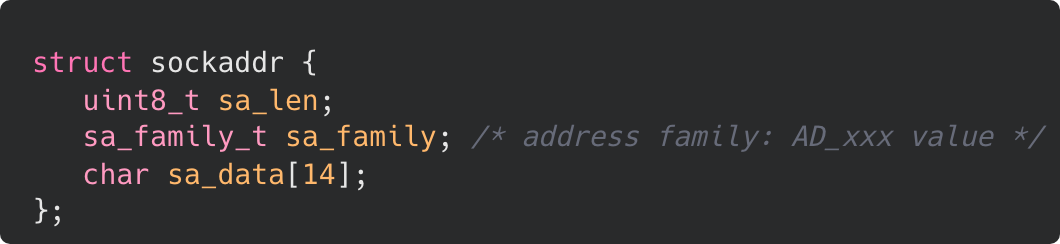 struct sockaddr {
   uint8_t sa_len;
   sa_family_t sa_family; /* address family: AD_xxx value */
   char sa_data[14];
};